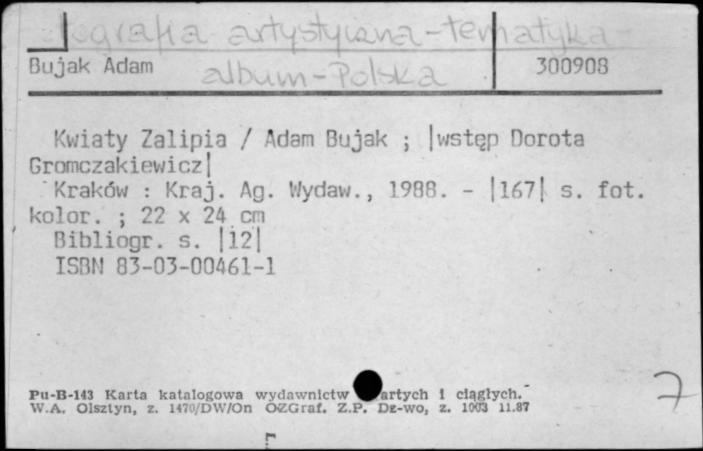 artystyczna - tematyka -
album - Polska
Bujak Adam
300908
Kwiaty Zalipia / Adam Bujak ; |wstęp Dorota
Gromczakiewicz|
Kraków : Kraj. Ag. Wydaw., 1988. - |167| s. fot.
kolor. ; 22 x 24 cm
Bibliogr. s. |12|
ISBN 83-03-00461-1
7
Pu-B-143 Karta katalogowa wydawnictw artych i ciągłych.
W.A. Olsztyn, z. 1470/DW/On OZGraf. Z.P. Dz-wo, z. 1003 11.87